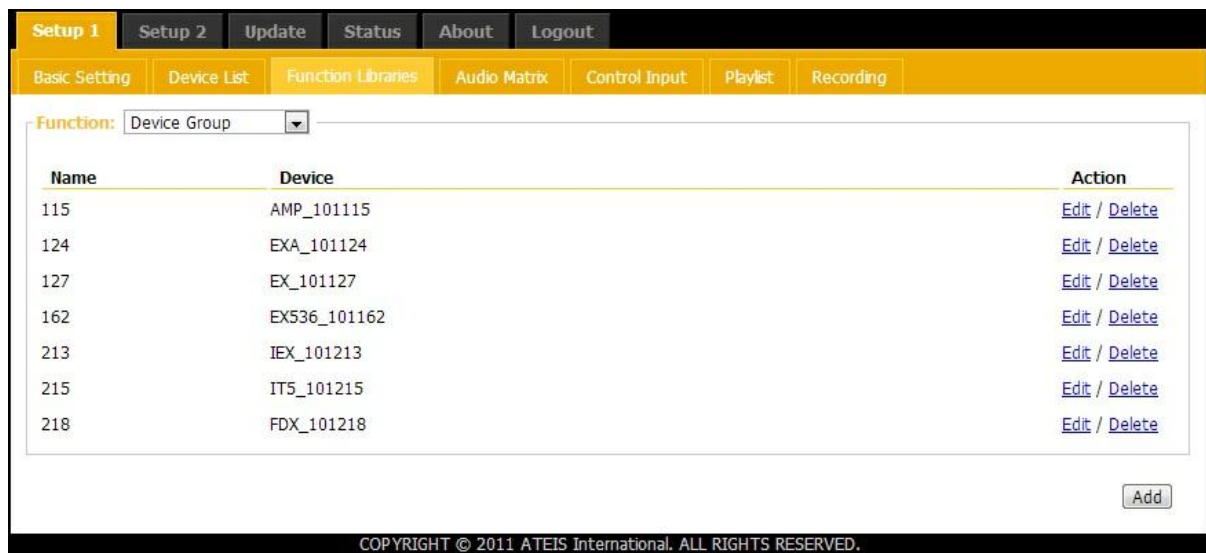 Setup 1 Setup 2 Update Status About Logout
Basic Setting Device List Function Libraries Audio Matrix Control Input Playlist Recording
Function: Device Group
Name Device Action
115 AMP_101115 Edit / Delete
124 EXA_101124 Edit / Delete
127 EX_101127 Edit / Delete
162 EX536_101162 Edit / Delete
213 IEX_101213 Edit / Delete
215 IT5_101215 Edit / Delete
218 FDX_101218 Edit / Delete
Add
COPYRIGHT © 2011 ATEIS International. ALL RIGHTS RESERVED.